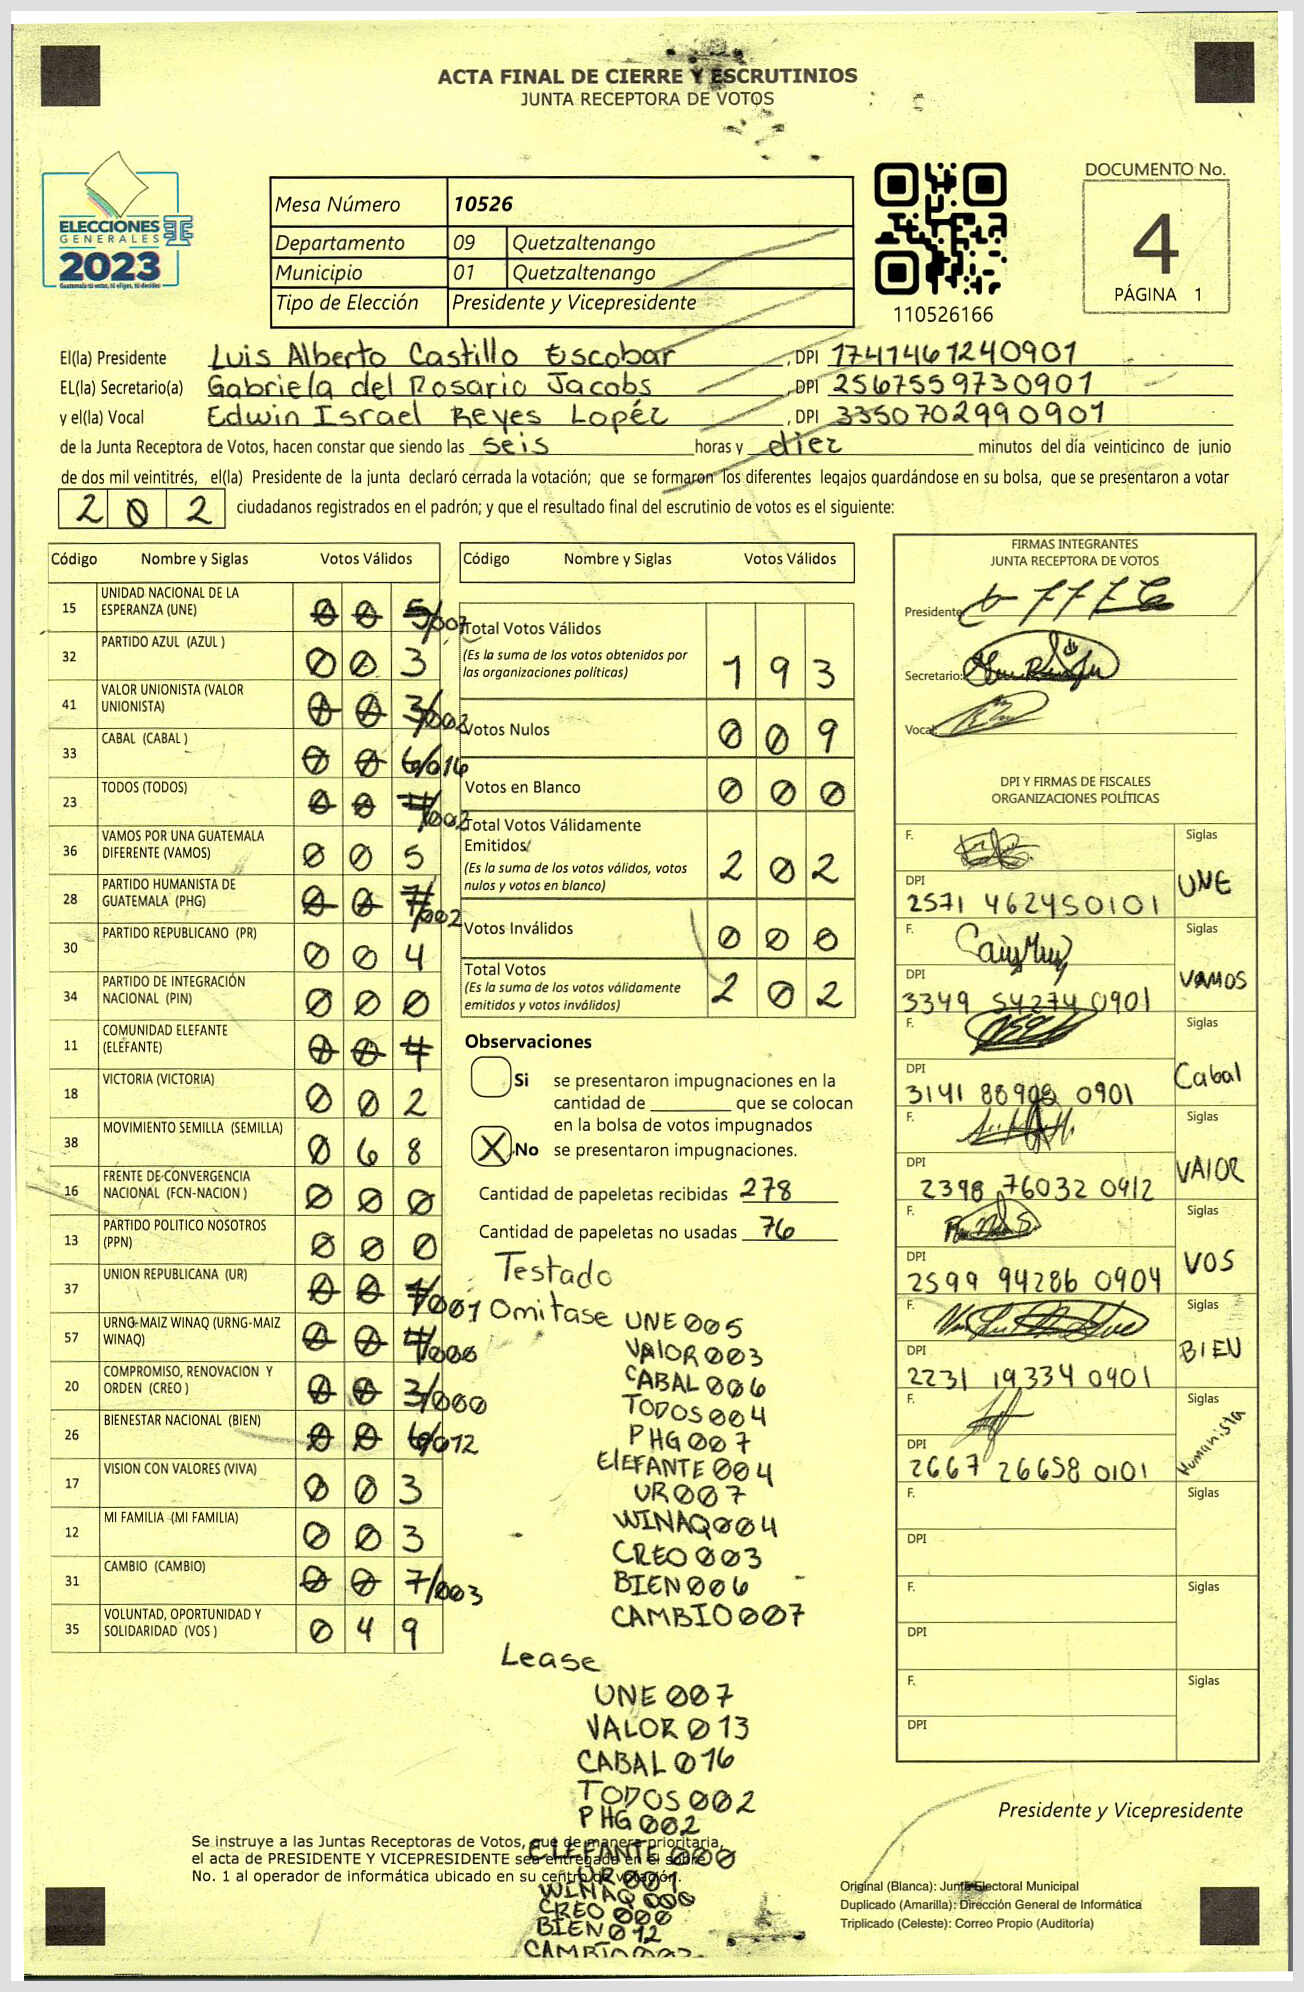 ACTA FINAL DE CIERRE Y ESCRUTINIOS
JUNTA RECEPTORA DE VOTOS
ELECCIONES
GENERALES
2023
Guatemala tú votas, tú eliges, tú decides
Mesa Número 10526
Departamento 09 Quetzaltenango
Municipio 01 Quetzaltenango
Tipo de Elección Presidente y Vicepresidente
110526166
DOCUMENTO No.
4
PÁGINA 1
El(la) Presidente Luis Alberto Castillo Escobar , DPI 1741461240901
EL(la) Secretario(a) Gabriela del Rosario Jacobs , DPI 2567559730901
y el(la) Vocal Edwin Israel Reyes Lopéz , DPI 3350702990901
de la Junta Receptora de Votos, hacen constar que siendo las seis horas y diez minutos del día veinticinco de junio
de dos mil veintitrés, el(la) Presidente de la junta declaró cerrada la votación; que se formaron los diferentes legajos guardándose en su bolsa, que se presentaron a votar
202 ciudadanos registrados en el padrón; y que el resultado final del escrutinio de votos es el siguiente:
Código Nombre y Siglas Votos Válidos
15 UNIDAD NACIONAL DE LA ESPERANZA (UNE) 0 0 5/007
32 PARTIDO AZUL (AZUL ) 0 0 3
41 VALOR UNIONISTA (VALOR UNIONISTA) 0 0 3/
33 CABAL (CABAL ) 0 0 6/016
23 TODOS (TODOS) 0 0 4/002
36 VAMOS POR UNA GUATEMALA DIFERENTE (VAMOS) 0 0 5
28 PARTIDO HUMANISTA DE GUATEMALA (PHG) 0 0 7/002
30 PARTIDO REPUBLICANO (PR) 0 0 4
34 PARTIDO DE INTEGRACIÓN NACIONAL (PIN) 0 0 0
11 COMUNIDAD ELEFANTE (ELEFANTE) 0 0 4
18 VICTORIA (VICTORIA) 0 0 2
38 MOVIMIENTO SEMILLA (SEMILLA) 0 6 8
16 FRENTE DE CONVERGENCIA NACIONAL (FCN-NACION ) 0 0 0
13 PARTIDO POLITICO NOSOTROS (PPN) 0 0 0
37 UNION REPUBLICANA (UR) 0 0 7/001
57 URNG-MAIZ WINAQ (URNG-MAIZ WINAQ) 0 0 4/000
20 COMPROMISO, RENOVACION Y ORDEN (CREO ) 0 0 3/000
26 BIENESTAR NACIONAL (BIEN) 0 0 6/012
17 VISION CON VALORES (VIVA) 0 0 3
12 MI FAMILIA (MI FAMILIA) 0 0 3
31 CAMBIO (CAMBIO) 0 0 7/003
35 VOLUNTAD, OPORTUNIDAD Y SOLIDARIDAD (VOS ) 0 4 9
Código Nombre y Siglas Votos Válidos
Total Votos Válidos 1 9 3
(Es la suma de los votos obtenidos por
las organizaciones politicas)
Votos Nulos 0 0 9
Votos en Blanco 0 0 0
Total Votos Válidamente
Emitidos 2 0 2
(Es la suma de los votos válidos, votos
nulos y votos en blanco)
Votos Inválidos 0 0 0
Total Votos 2 0 2
(Es la suma de los votos válidamente
emitidos y votos inválidos)
Observaciones
Si se presentaron impugnaciones en la
cantidad de ________ que se colocan
en la bolsa de votos impugnados
X No se presentaron impugnaciones.
Cantidad de papeletas recibidas 278
Cantidad de papeletas no usadas 76
Testado
Omitase UNE 005
VALOR 003
CABAL 006
TODOS 004
PHG 007
ElEFANTE 004
UR 007
WINAQ 004
CREO 003
BIEN 006
CAMBIO 007
Lease
UNE 007
VALOR 013
CABAL 016
TODOS 002
PHG 002
ELEFANTE 000
UR 001
WINAQ 000
CREO 000
BIEN 012
CAMBIO 003
FIRMAS INTEGRANTES
JUNTA RECEPTORA DE VOTOS
Presidente:
Secretario:
Vocal:
DPI Y FIRMAS DE FISCALES
ORGANIZACIONES POLÍTICAS
F. Siglas
DPI 2571 462450101 UNE
F. Siglas
DPI 3349 54274 0901 VAMOS
F. Siglas
DPI 3141 88908 0901 Cabal
F. Siglas
DPI 2398 76032 0912 VAlOR
F. Siglas
DPI 2599 94286 0904 VOS
F. Siglas
DPI 2231 19334 0901 BIEN
F. Siglas
DPI 2667 26658 0101 Humanista
F. Siglas
DPI
F. Siglas
DPI
F. Siglas
DPI
Presidente y Vicepresidente
Se instruye a las Juntas Receptoras de Votos, que de manera prioritaria,
el acta de PRESIDENTE Y VICEPRESIDENTE sea entregada en el sobre
No. 1 al operador de informática ubicado en su centro de votación.
Original (Blanca): Junta Electoral Municipal
Duplicado (Amarilla): Dirección General de Informática
Triplicado (Celeste): Correo Propio (Auditoría)